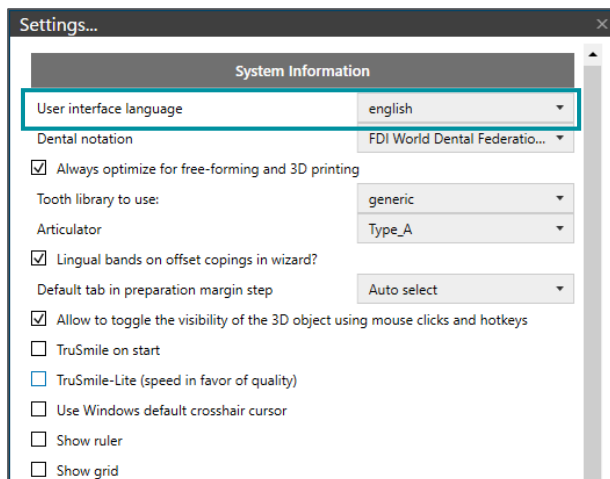 Settings...
System Information
User interface language english
Dental notation FDI World Dental Federatio...
Always optimize for free-forming and 3D printing
Tooth library to use: generic
Articulator Type_A
Lingual bands on offset copings in wizard?
Default tab in preparation margin step Auto select
Allow to toggle the visibility of the 3D object using mouse clicks and hotkeys
TruSmile on start
TruSmile-Lite (speed in favor of quality)
Use Windows default crosshair cursor
Show ruler
Show grid